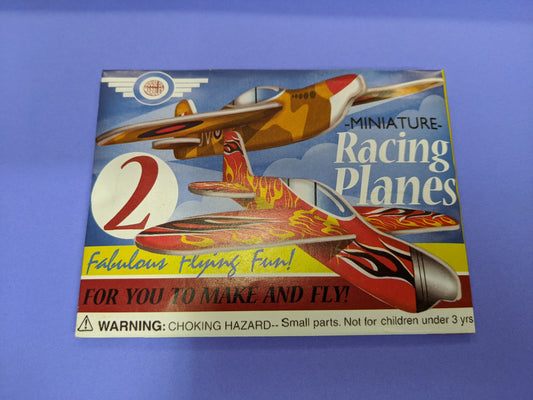 -MINIATURE-
Racing
Planes
2
Fabulous Flying Fun!
FOR YOU TO MAKE AND FLY!
WARNING: CHOKING HAZARD-- Small parts. Not for children under 3 yrs